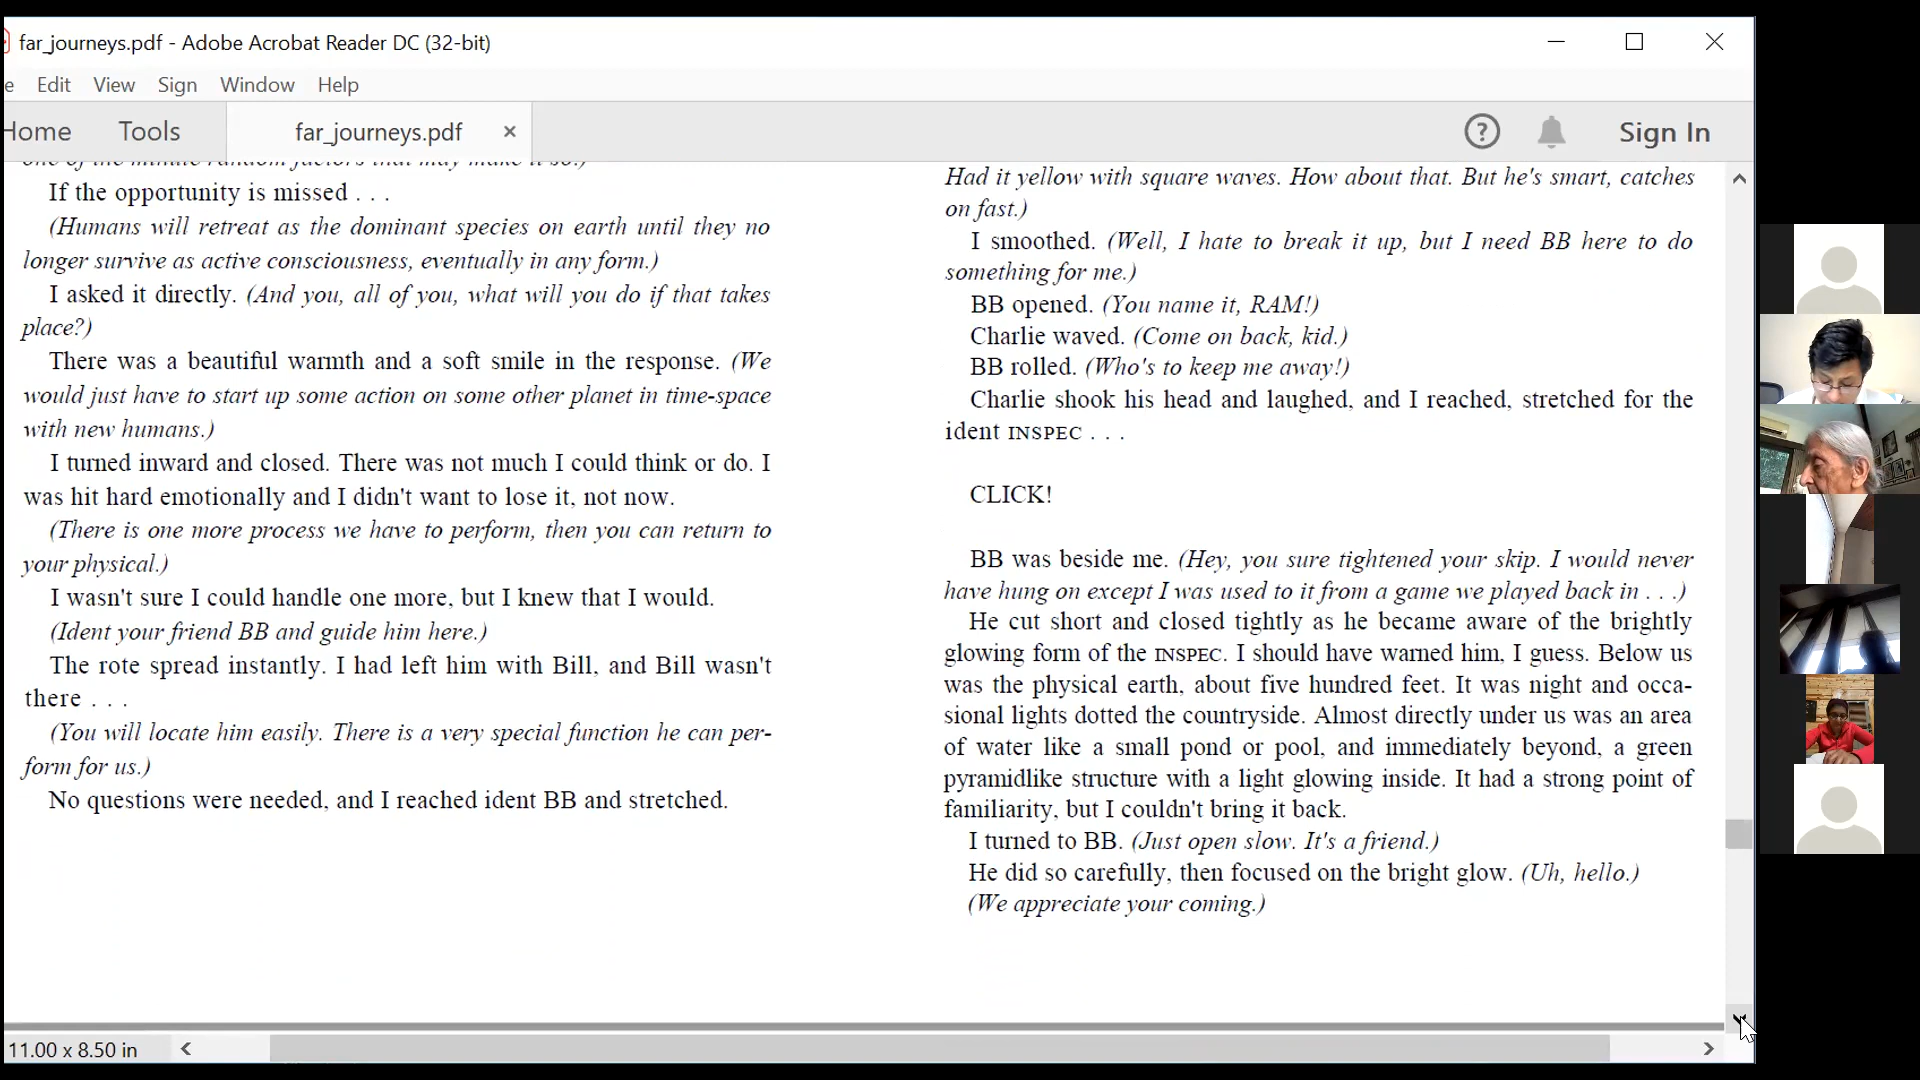 far_journeys.pdf - Adobe Acrobat Reader DC (32-bit)
e Edit View Sign Window Help
Home Tools far_journeys.pdf × ? Sign In
one of the minute random factors that may make it so.)
If the opportunity is missed . . .
(Humans will retreat as the dominant species on earth until they no
longer survive as active consciousness, eventually in any form.)
I asked it directly. (And you, all of you, what will you do if that takes
place?)
There was a beautiful warmth and a soft smile in the response. (We
would just have to start up some action on some other planet in time-space
with new humans.)
I turned inward and closed. There was not much I could think or do. I
was hit hard emotionally and I didn't want to lose it, not now.
(There is one more process we have to perform, then you can return to
your physical.)
I wasn't sure I could handle one more, but I knew that I would.
(Ident your friend BB and guide him here.)
The rote spread instantly. I had left him with Bill, and Bill wasn't
there . . .
(You will locate him easily. There is a very special function he can per-
form for us.)
No questions were needed, and I reached ident BB and stretched.
Had it yellow with square waves. How about that. But he's smart, catches
on fast.)
I smoothed. (Well, I hate to break it up, but I need BB here to do
something for me.)
BB opened. (You name it, RAM!)
Charlie waved. (Come on back, kid.)
BB rolled. (Who's to keep me away!)
Charlie shook his head and laughed, and I reached, stretched for the
ident INSPEC . . .
CLICK!
BB was beside me. (Hey, you sure tightened your skip. I would never
have hung on except I was used to it from a game we played back in . . .)
He cut short and closed tightly as he became aware of the brightly
glowing form of the INSPEC. I should have warned him, I guess. Below us
was the physical earth, about five hundred feet. It was night and occa-
sional lights dotted the countryside. Almost directly under us was an area
of water like a small pond or pool, and immediately beyond, a green
pyramidlike structure with a light glowing inside. It had a strong point of
familiarity, but I couldn't bring it back.
I turned to BB. (Just open slow. It's a friend.)
He did so carefully, then focused on the bright glow. (Uh, hello.)
(We appreciate your coming.)
11.00 x 8.50 in